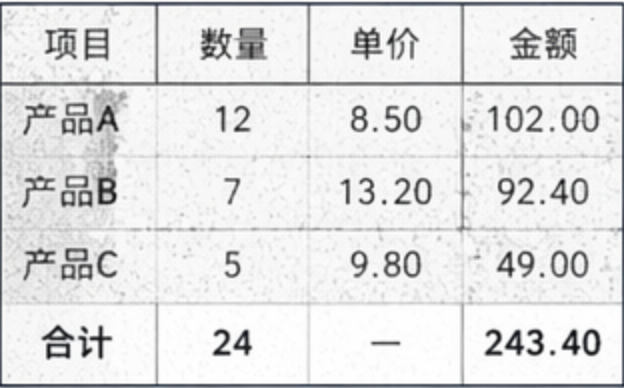 项目 数量 单价 金额
产品A 12 8.50 102.00
产品B 7 13.20 92.40
产品C 5 9.80 49.00
合计 24 — 243.40